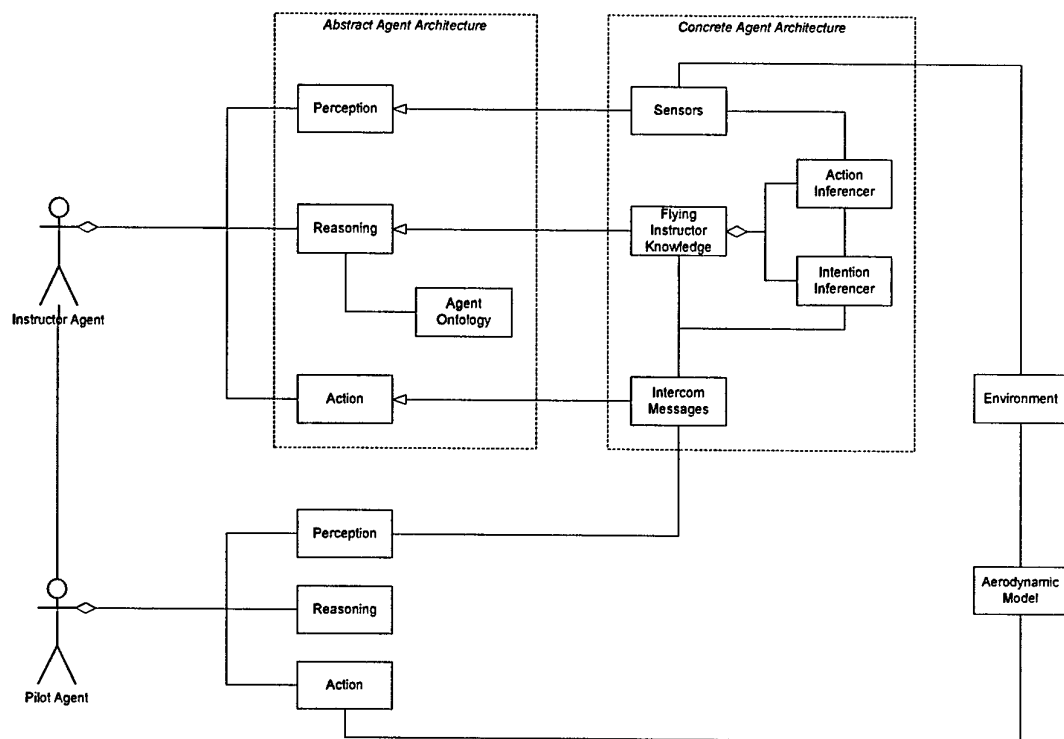 Abstract Agent Architecture
Concrete Agent Architecture
Perception
Sensors
Action
Inferencer
Reasoning
Flying
Instructor
Knowledge
Intention
Inferencer
Instructor Agent
Agent
Ontology
Action
Intercom
Messages
Environment
Perception
Reasoning
Aerodynamic
Model
Action
Pilot Agent